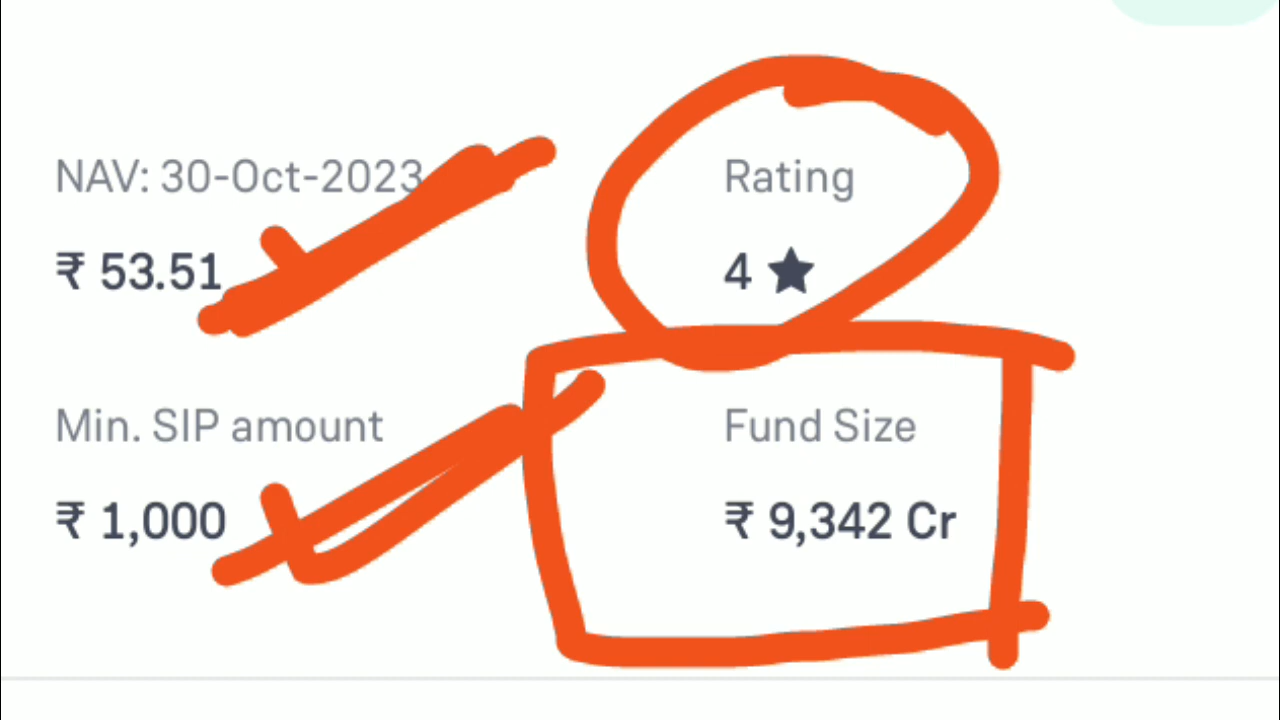 NAV: 30-Oct-2023
₹ 53.51
Rating
4 ★
Min. SIP amount
₹ 1,000
Fund Size
₹ 9,342 Cr